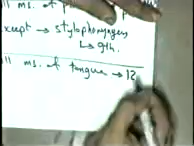 ll ms. of p
xcept → stylopharyngeus
↳ 9th.
ll ms. of tongue → 12